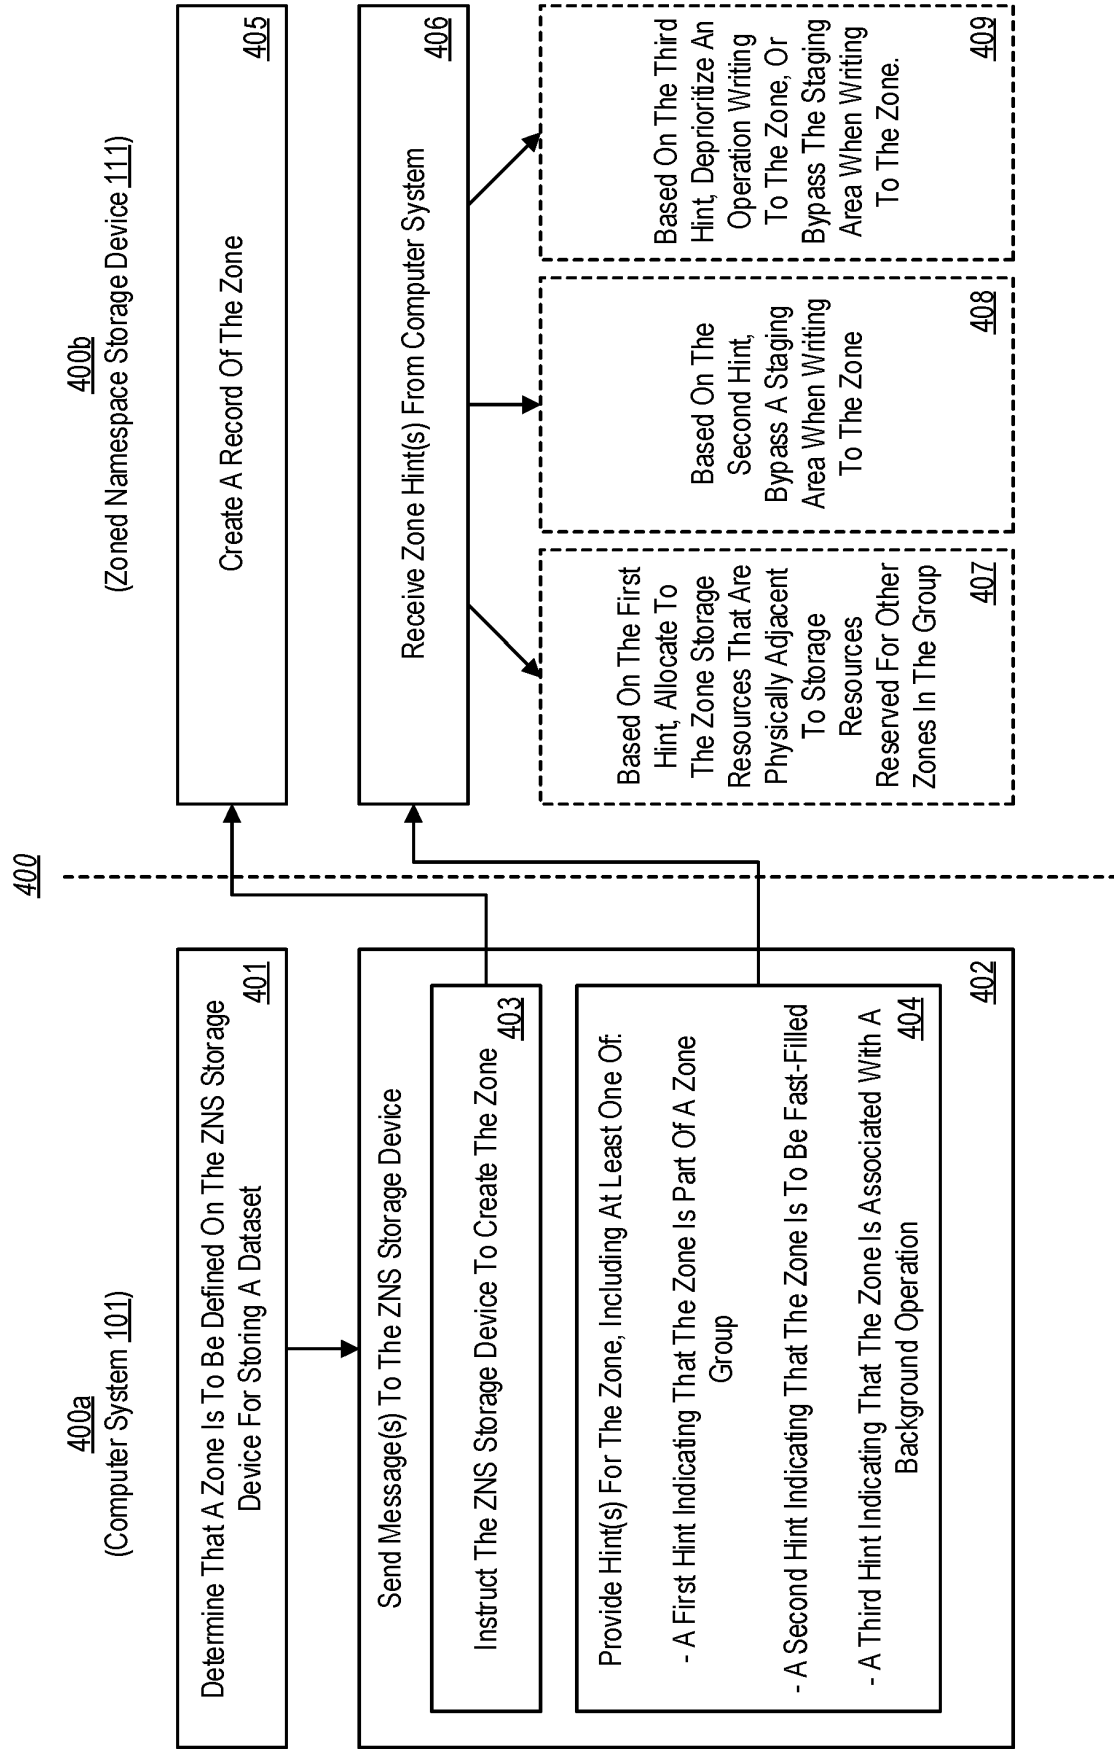 400
400a
(Computer System 101)
Determine That A Zone Is To Be Defined On The ZNS Storage
Device For Storing A Dataset
401
Send Message(s) To The ZNS Storage Device
Instruct The ZNS Storage Device To Create The Zone
403
Provide Hint(s) For The Zone, Including At Least One Of:
- A First Hint Indicating That The Zone Is Part Of A Zone
Group
- A Second Hint Indicating That The Zone Is To Be Fast-Filled
- A Third Hint Indicating That The Zone Is Associated With A
Background Operation
404
402
400b
(Zoned Namespace Storage Device 111)
Create A Record Of The Zone
405
Receive Zone Hint(s) From Computer System
406
Based On The First
Hint, Allocate To
The Zone Storage
Resources That Are
Physically Adjacent
To Storage
Resources
Reserved For Other
Zones In The Group
407
Based On The
Second Hint,
Bypass A Staging
Area When Writing
To The Zone
408
Based On The Third
Hint, Deprioritize An
Operation Writing
To The Zone, Or
Bypass The Staging
Area When Writing
To The Zone.
409